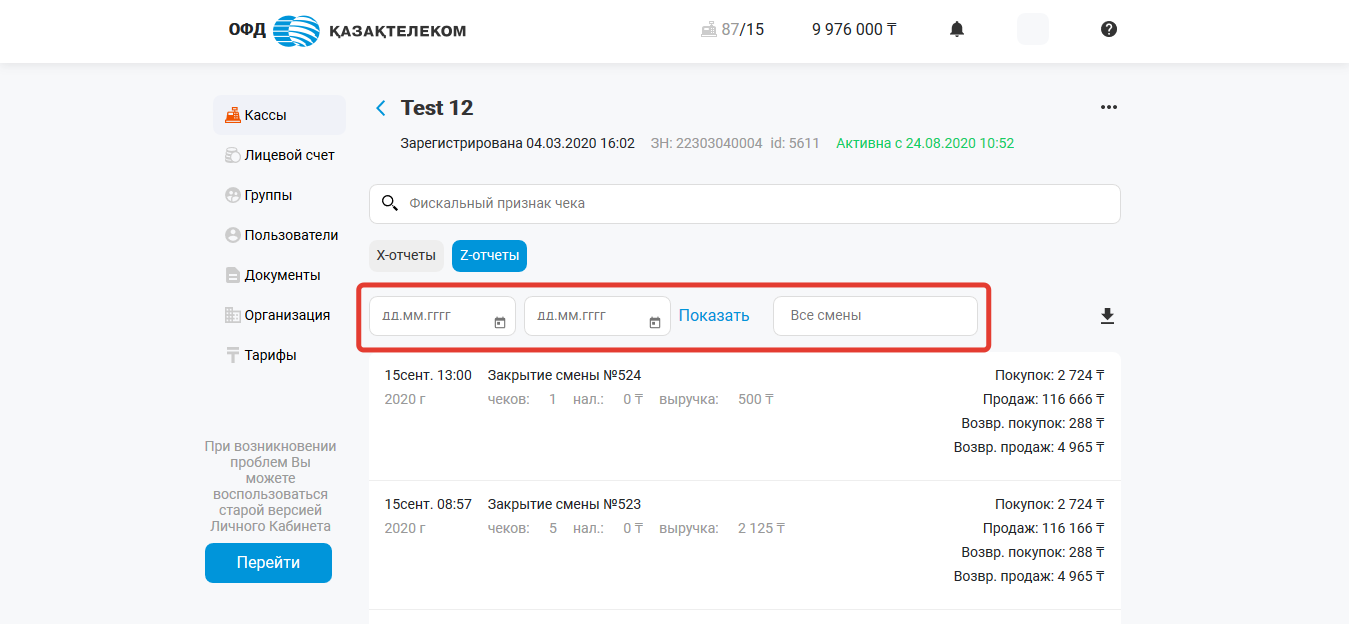 ОФД ҚАЗАҚТЕЛЕКОМ
87/15
9 976 000 ₸
Кассы
Лицевой счет
Группы
Пользователи
Документы
Организация
Тарифы
При возникновении
проблем Вы
можете
воспользоваться
старой версией
Личного Кабинета
Перейти
Test 12
Зарегистрирована 04.03.2020 16:02 ЗН: 22303040004 id: 5611 Активна с 24.08.2020 10:52
Фискальный признак чека
X-отчеты Z-отчеты
дд.мм.гггг дд.мм.гггг Показать Все смены
15сент. 13:00 Закрытие смены №524 Покупок: 2 724 ₸
2020 г чеков: 1 нал.: 0 ₸ выручка: 500 ₸ Продаж: 116 666 ₸
Возвр. покупок: 288 ₸
Возвр. продаж: 4 965 ₸
15сент. 08:57 Закрытие смены №523 Покупок: 2 724 ₸
2020 г чеков: 5 нал.: 0 ₸ выручка: 2 125 ₸ Продаж: 116 166 ₸
Возвр. покупок: 288 ₸
Возвр. продаж: 4 965 ₸